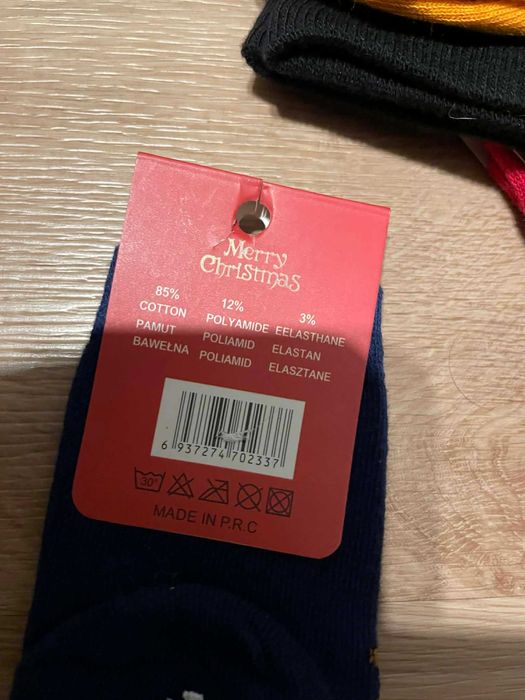 Merry
Christmas
85% 12% 3%
COTTON POLYAMIDE EELASTHANE
PAMUT POLIAMID ELASTAN
BAWEŁNA POLIAMID ELASZTANE
6 937274 702337
30°
MADE IN P.R.C